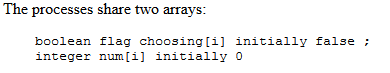 The processes share two arrays:
boolean flag choosing[i] initially false ;
integer num[i] initially 0